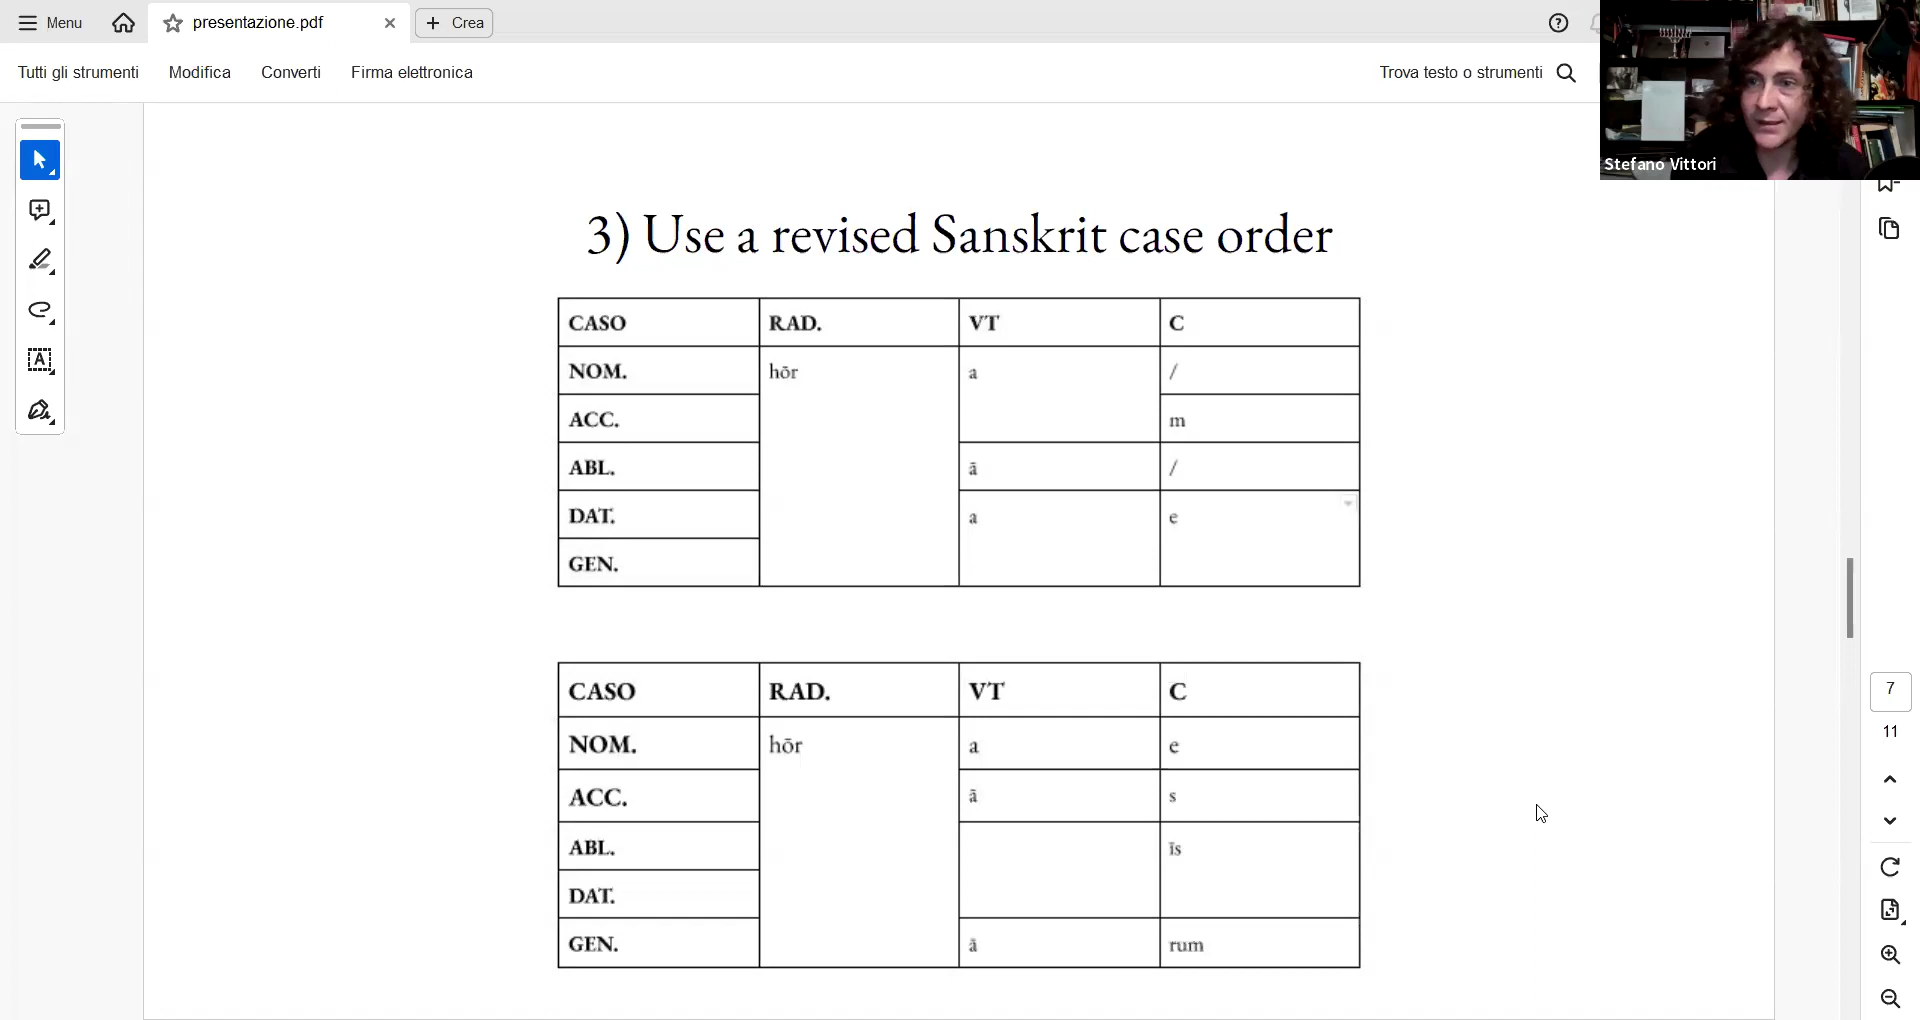 Menu
presentazione.pdf
Crea
Tutti gli strumenti Modifica Converti Firma elettronica
Trova testo o strumenti
Stefano Vittori
3) Use a revised Sanskrit case order
CASO RAD. VT C
NOM. hōr a /
ACC. m
ABL. ā /
DAT. a e
GEN.
CASO RAD. VT C
NOM. hōr a e
ACC. ā s
ABL. īs
DAT.
GEN. ā rum
7
11